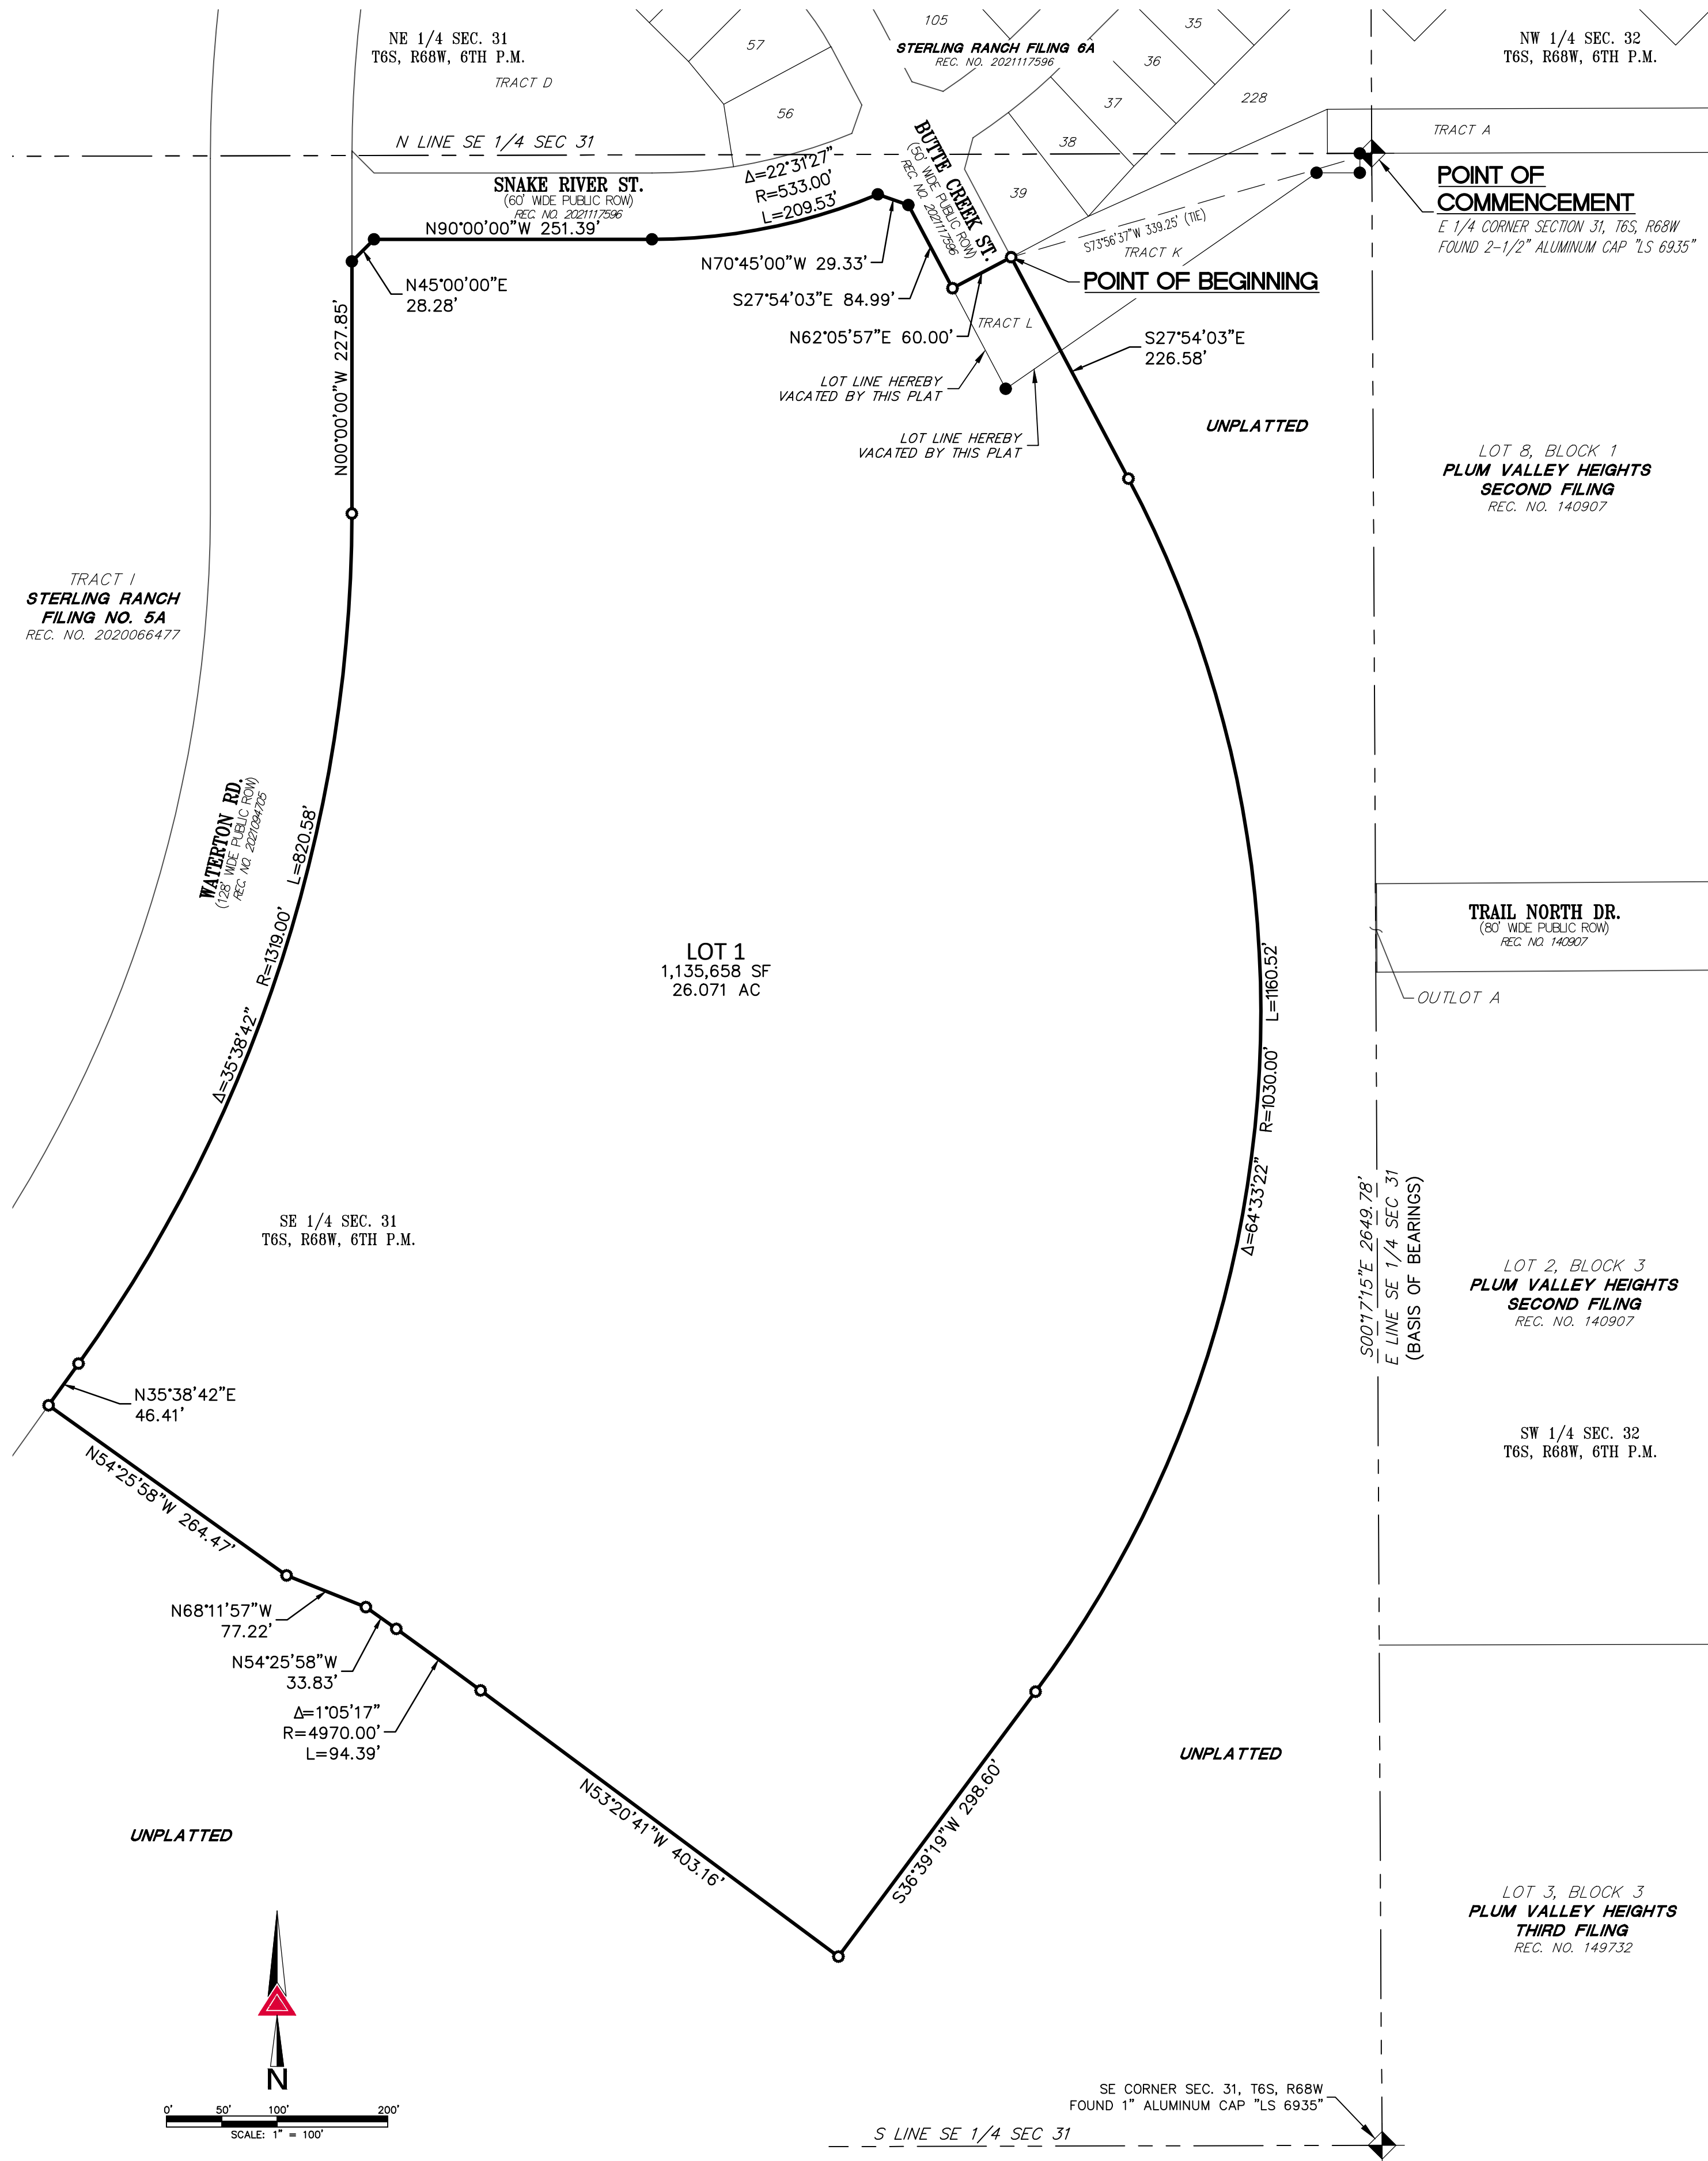 NE 1/4 SEC. 31
T6S, R68W, 6TH P.M.
TRACT D
57
56
105
STERLING RANCH FILING 6A
REC. NO. 2021117596
35
36
37
38
39
228
NW 1/4 SEC. 32
T6S, R68W, 6TH P.M.
TRACT A
N LINE SE 1/4 SEC 31
SNAKE RIVER ST.
(60' WIDE PUBLIC ROW)
REC. NO. 2021117596
N90°00'00"W 251.39'
Δ=22°31'27"
R=533.00'
L=209.53'
BUTTE CREEK ST.
(50' WIDE PUBLIC ROW)
REC. NO. 2021117596
POINT OF
COMMENCEMENT
E 1/4 CORNER SECTION 31, T6S, R68W
FOUND 2-1/2" ALUMINUM CAP "LS 6935"
S73°56'37"W 339.25' (TIE)
TRACT K
POINT OF BEGINNING
N70°45'00"W 29.33'
N45°00'00"E
28.28'
S27°54'03"E 84.99'
TRACT L
N62°05'57"E 60.00'
S27°54'03"E
226.58'
N00°00'00"W 227.85'
LOT LINE HEREBY
VACATED BY THIS PLAT
LOT LINE HEREBY
VACATED BY THIS PLAT
UNPLATTED
LOT 8, BLOCK 1
PLUM VALLEY HEIGHTS
SECOND FILING
REC. NO. 140907
TRACT I
STERLING RANCH
FILING NO. 5A
REC. NO. 2020066477
WATERTON RD.
(128' WIDE PUBLIC ROW)
REC. NO. 2021094705
Δ=35°38'42" R=1319.00' L=820.58'
LOT 1
1,135,658 SF
26.071 AC
Δ=64°33'22" R=1030.00' L=1160.52'
TRAIL NORTH DR.
(80' WIDE PUBLIC ROW)
REC. NO. 140907
OUTLOT A
SE 1/4 SEC. 31
T6S, R68W, 6TH P.M.
S00°17'15"E 2649.78'
E LINE SE 1/4 SEC 31
(BASIS OF BEARINGS)
LOT 2, BLOCK 3
PLUM VALLEY HEIGHTS
SECOND FILING
REC. NO. 140907
N35°38'42"E
46.41'
SW 1/4 SEC. 32
T6S, R68W, 6TH P.M.
N54°25'58"W 264.47'
N68°11'57"W
77.22'
N54°25'58"W
33.83'
Δ=1°05'17"
R=4970.00'
L=94.39'
N53°20'41"W 403.16'
S36°39'19"W 298.60'
UNPLATTED
UNPLATTED
LOT 3, BLOCK 3
PLUM VALLEY HEIGHTS
THIRD FILING
REC. NO. 149732
N
0' 50' 100' 200'
SCALE: 1" = 100'
SE CORNER SEC. 31, T6S, R68W
FOUND 1" ALUMINUM CAP "LS 6935"
S LINE SE 1/4 SEC 31